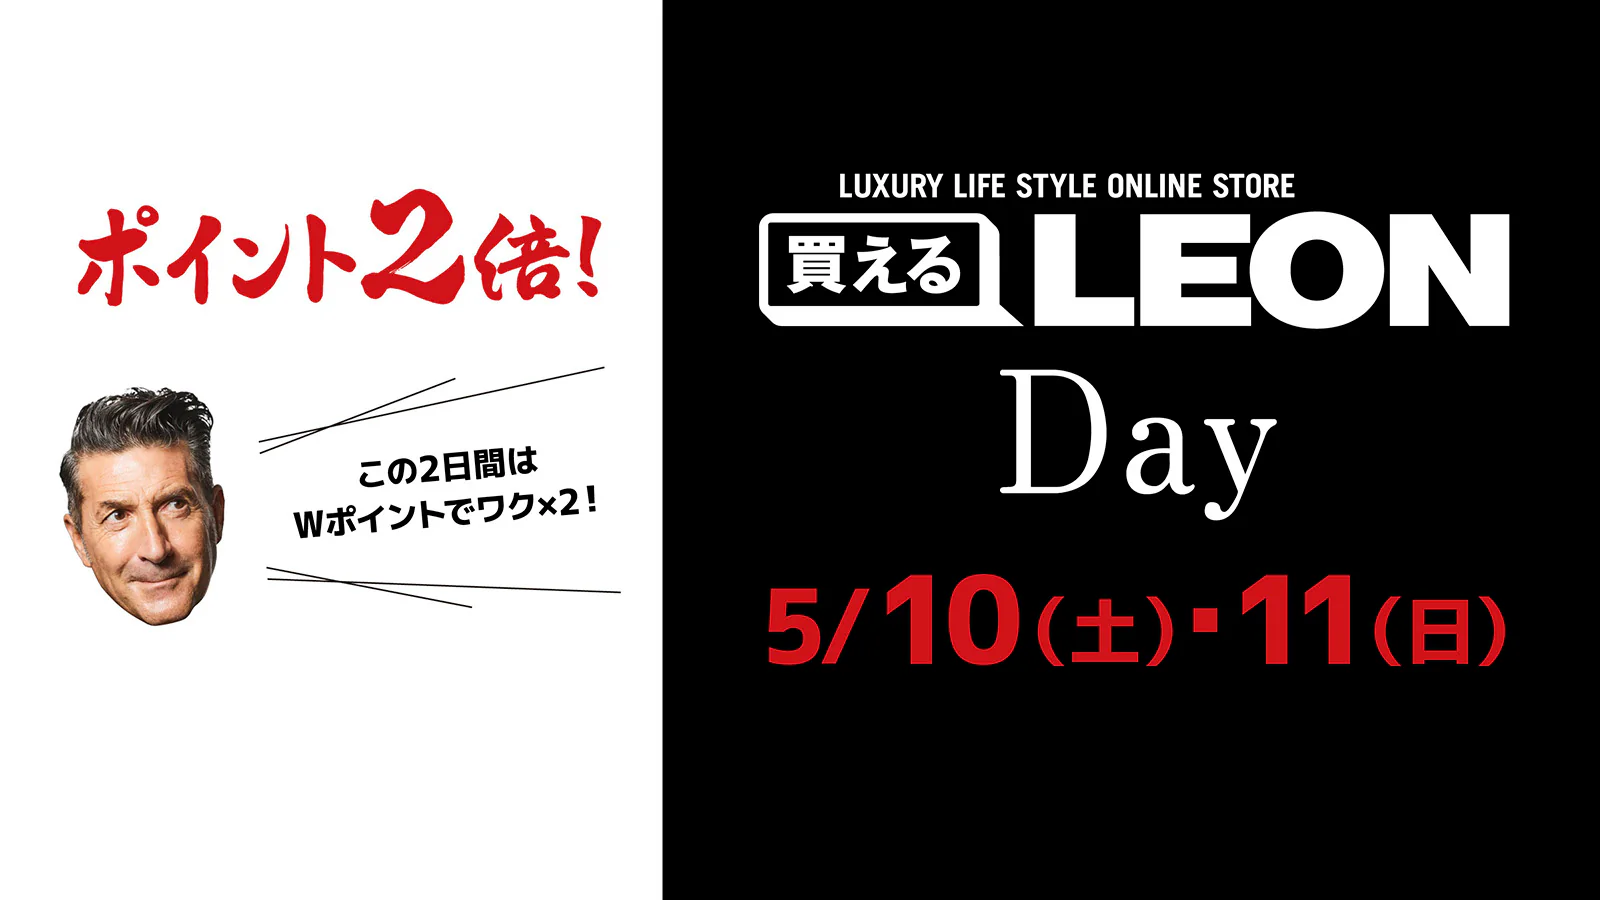 ポイント2倍!
この2日間は
Wポイントでワク×2!
LUXURY LIFE STYLE ONLINE STORE
買える LEON
Day
5/10(土)・11(日)